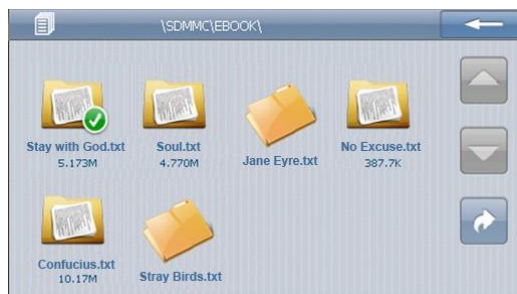 \SDMMC\EBOOK\
Stay with God.txt
5.173M
Soul.txt
4.770M
Jane Eyre.txt
No Excuse.txt
387.7K
Confucius.txt
10.17M
Stray Birds.txt